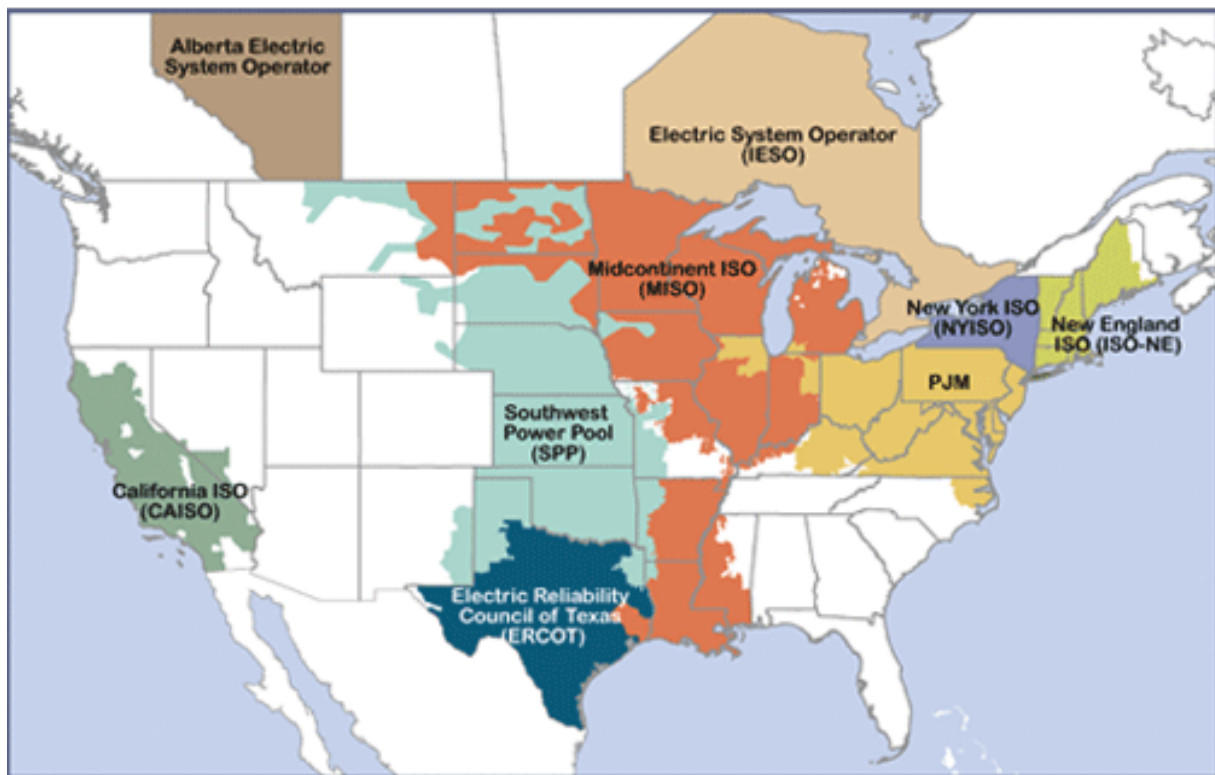 Alberta Electric
System Operator
Electric System Operator
(IESO)
Midcontinent ISO
(MISO)
New York ISO
(NYISO)
New England
ISO (ISO-NE)
PJM
Southwest
Power Pool
(SPP)
California ISO
(CAISO)
Electric Reliability
Council of Texas
(ERCOT)